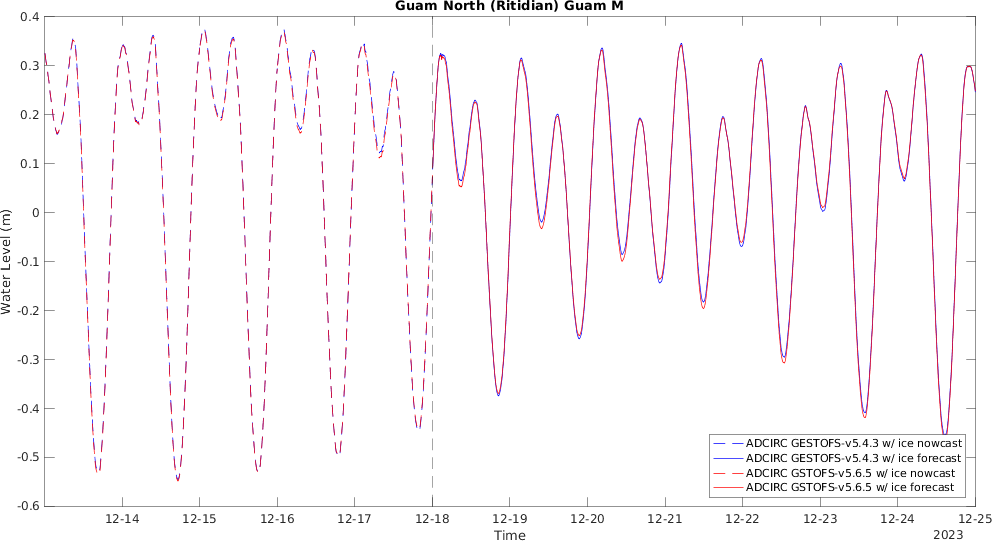 Guam North (Ritidian) Guam M
Water Level (m)
0.4
0.3
0.2
0.1
0
-0.1
-0.2
-0.3
-0.4
-0.5
-0.6
ADCIRC GESTOFS-v5.4.3 w/ ice nowcast
ADCIRC GESTOFS-v5.4.3 w/ ice forecast
ADCIRC GSTOFS-v5.6.5 w/ ice nowcast
ADCIRC GSTOFS-v5.6.5 w/ ice forecast
12-14 12-15 12-16 12-17 12-18 12-19 12-20 12-21 12-22 12-23 12-24 12-25
Time
2023